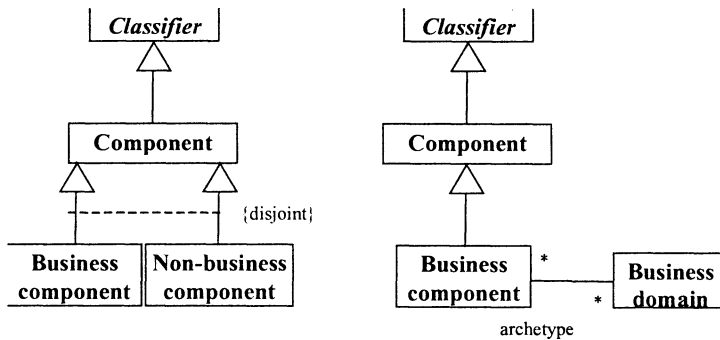 Classifier
Component
{disjoint}
Business
component
Non-business
component
Classifier
Component
Business
component
*
*
Business
domain
archetype